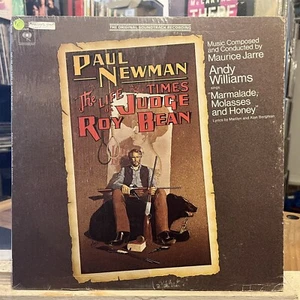 THE ORIGINAL SOUNDTRACK RECORDING
PAUL
NEWMAN
The LIFE and TIMES
of JUDGE
ROY BEAN
Music Composed
and Conducted by
Maurice Jarre
Andy
Williams
sings
"Marmalade,
Molasses
and Honey"
Lyrics by Marilyn and Alan Bergman
THERE